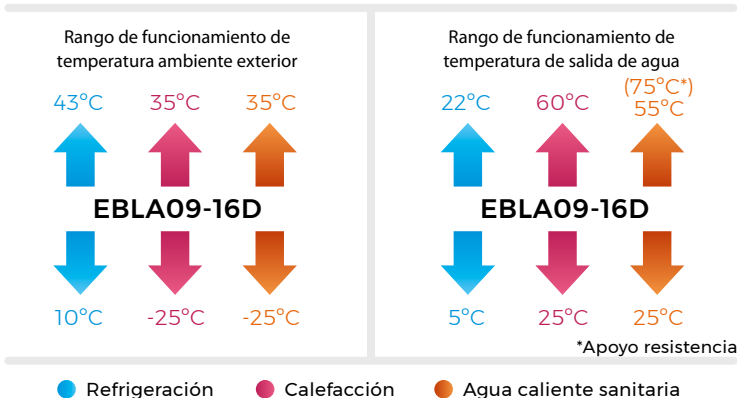 Rango de funcionamiento de
temperatura ambiente exterior
43°C 35°C 35°C
EBLA09-16D
10°C -25°C -25°C
Rango de funcionamiento de
temperatura de salida de agua
(75°C*)
22°C 60°C 55°C
EBLA09-16D
5°C 25°C 25°C
*Apoyo resistencia
Refrigeración Calefacción Agua caliente sanitaria